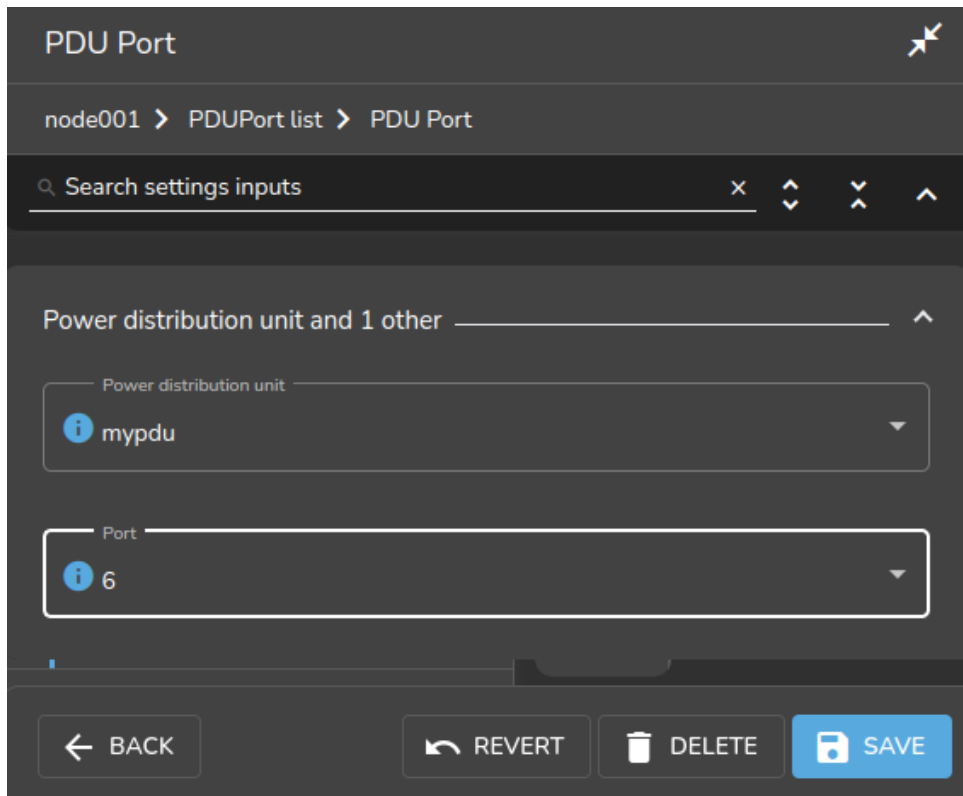 PDU Port
node001 > PDUPort list > PDU Port
Search settings inputs
Power distribution unit and 1 other
Power distribution unit
mypdu
Port
6
BACK REVERT DELETE SAVE